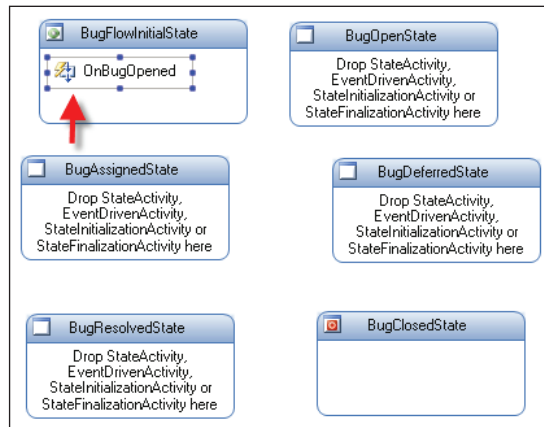 BugFlowInitialState
OnBugOpened
BugOpenState
Drop StateActivity,
EventDrivenActivity,
StateInitializationActivity or
StateFinalizationActivity here
BugAssignedState
Drop StateActivity,
EventDrivenActivity,
StateInitializationActivity or
StateFinalizationActivity here
BugDeferredState
Drop StateActivity,
EventDrivenActivity,
StateInitializationActivity or
StateFinalizationActivity here
BugResolvedState
Drop StateActivity,
EventDrivenActivity,
StateInitializationActivity or
StateFinalizationActivity here
BugClosedState